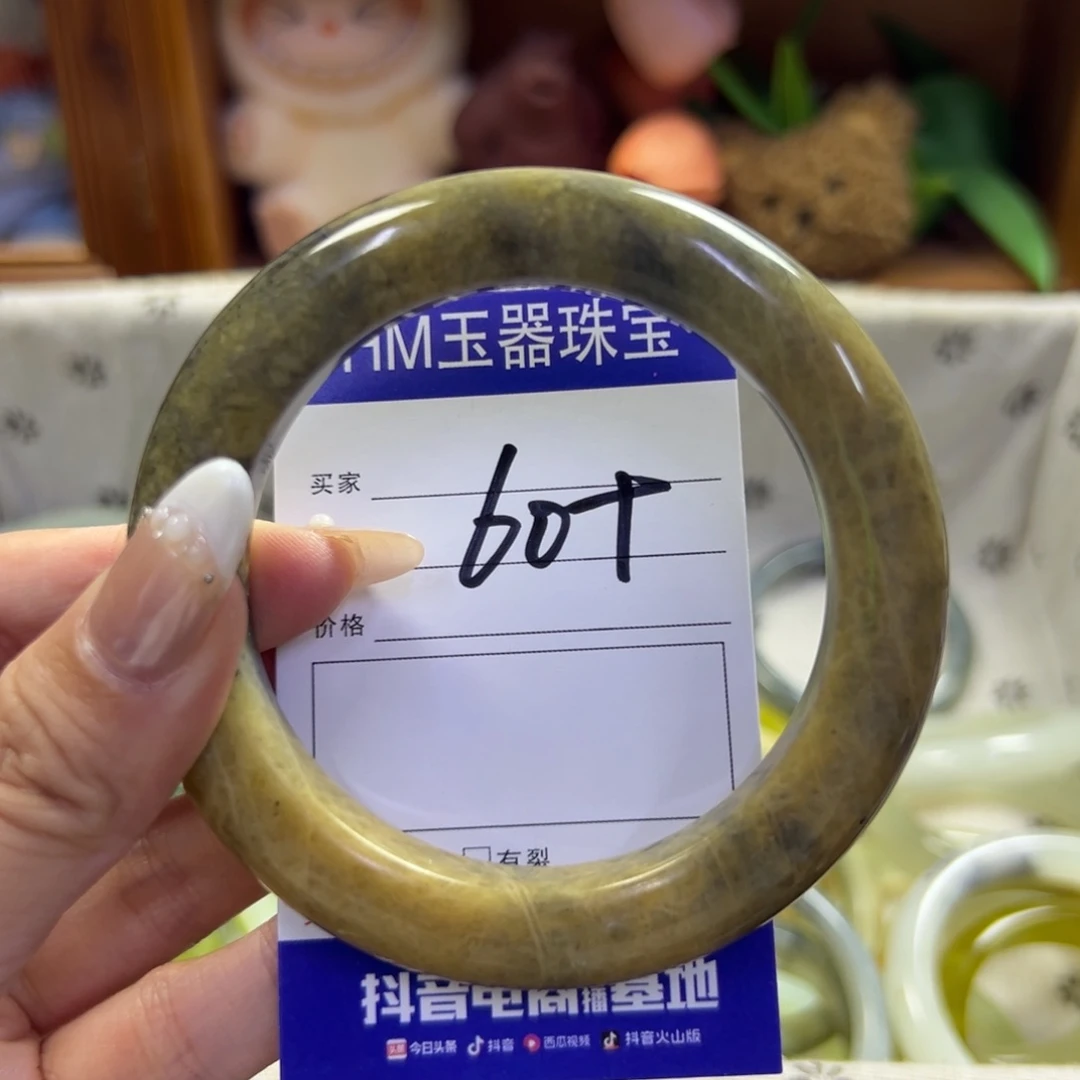 HM玉器珠宝
买家
60T
价格
有裂
抖音电商直播基地
今日头条 抖音 西瓜视频 抖音火山版